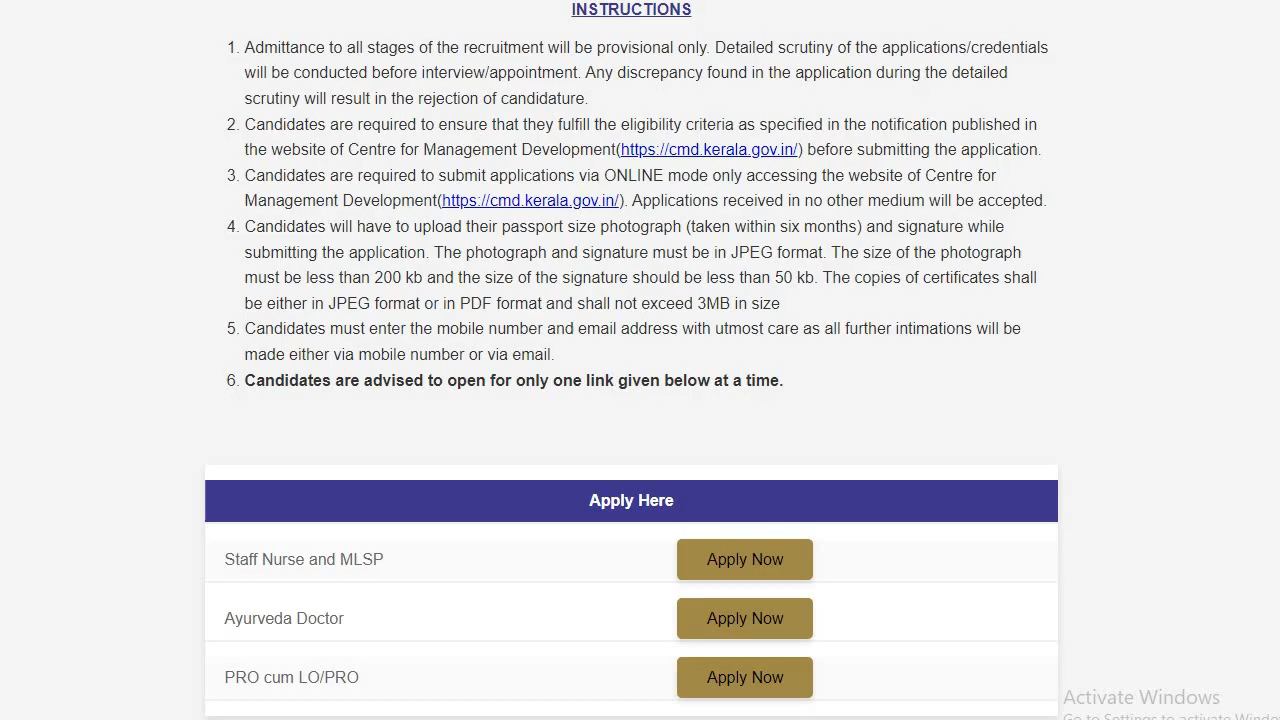 INSTRUCTIONS
1. Admittance to all stages of the recruitment will be provisional only. Detailed scrutiny of the applications/credentials
will be conducted before interview/appointment. Any discrepancy found in the application during the detailed
scrutiny will result in the rejection of candidature.
2. Candidates are required to ensure that they fulfill the eligibility criteria as specified in the notification published in
the website of Centre for Management Development(https://cmd.kerala.gov.in/) before submitting the application.
3. Candidates are required to submit applications via ONLINE mode only accessing the website of Centre for
Management Development(https://cmd.kerala.gov.in/). Applications received in no other medium will be accepted.
4. Candidates will have to upload their passport size photograph (taken within six months) and signature while
submitting the application. The photograph and signature must be in JPEG format. The size of the photograph
must be less than 200 kb and the size of the signature should be less than 50 kb. The copies of certificates shall
be either in JPEG format or in PDF format and shall not exceed 3MB in size
5. Candidates must enter the mobile number and email address with utmost care as all further intimations will be
made either via mobile number or via email.
6. Candidates are advised to open for only one link given below at a time.
Apply Here
Staff Nurse and MLSP Apply Now
Ayurveda Doctor Apply Now
PRO cum LO/PRO Apply Now
Activate Windows
Go to Settings to activate Windo